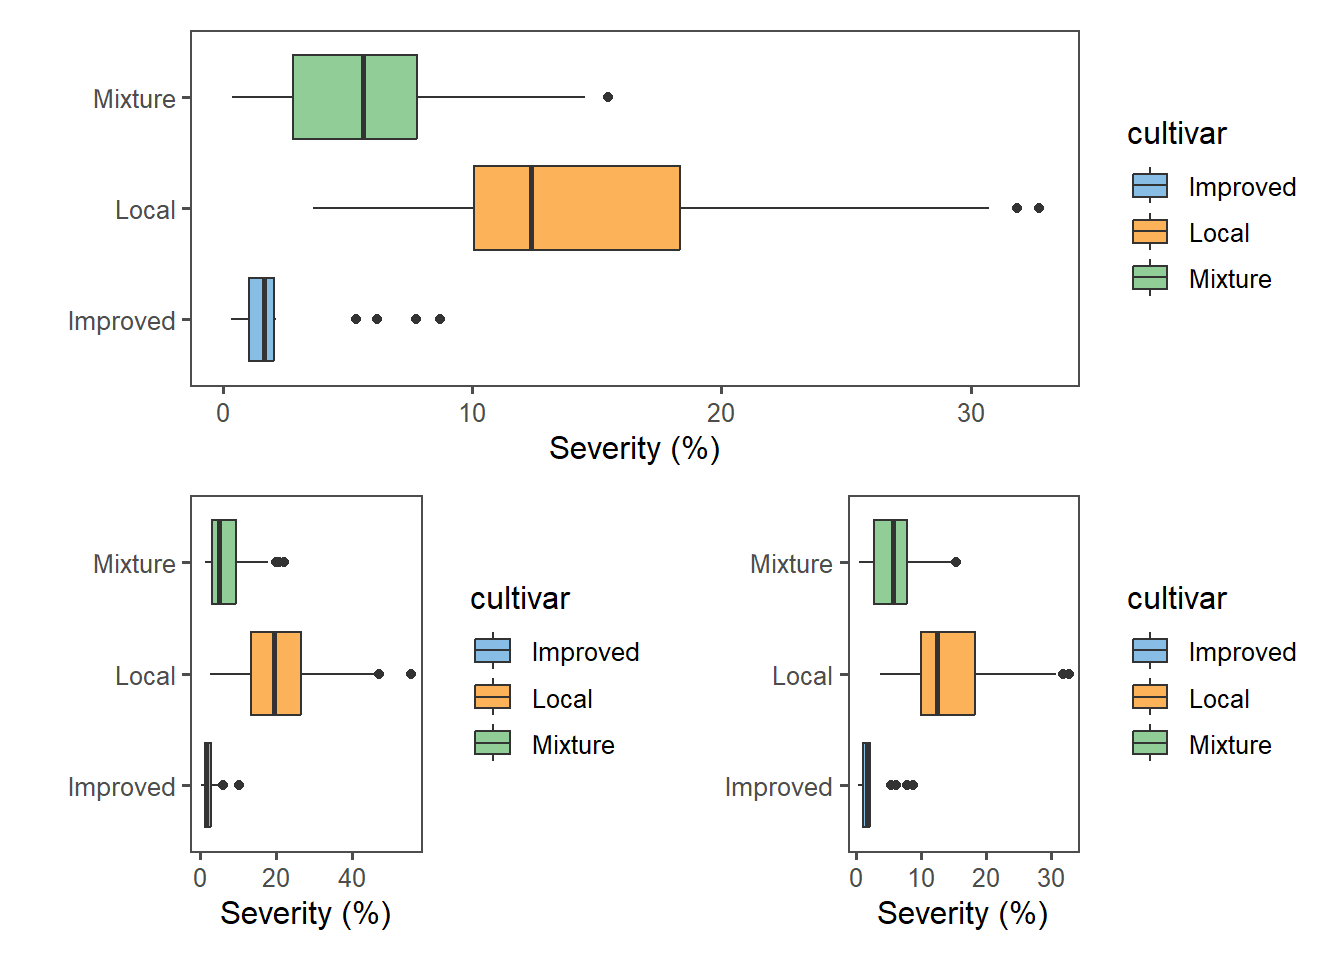 Mixture
Local
Improved
0 10 20 30
Severity (%)
cultivar
Improved
Local
Mixture
Mixture
Local
Improved
0 20 40
Severity (%)
cultivar
Improved
Local
Mixture
Mixture
Local
Improved
0 10 20 30
Severity (%)
cultivar
Improved
Local
Mixture